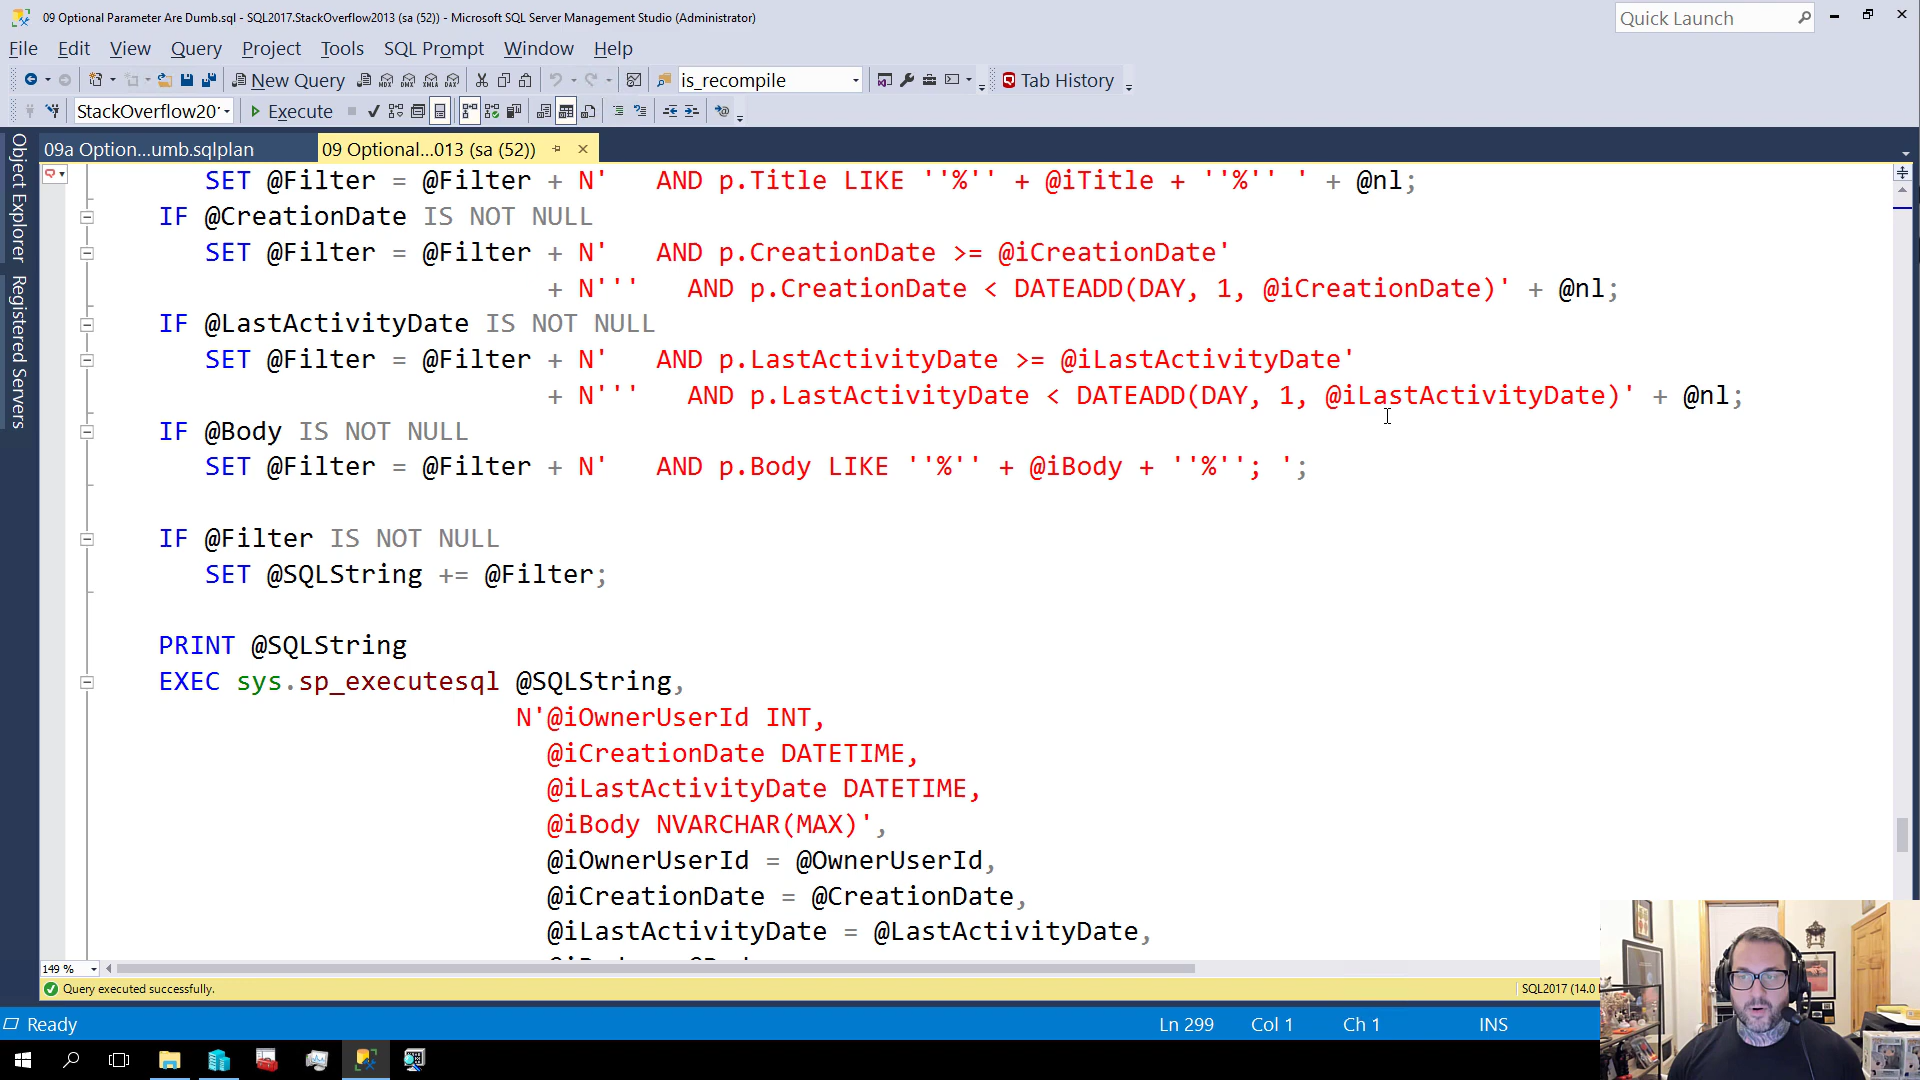 09 Optional Parameter Are Dumb.sql - SQL2017.StackOverflow2013 (sa (52)) - Microsoft SQL Server Management Studio (Administrator)
Quick Launch
File Edit View Query Project Tools SQL Prompt Window Help
New Query
is_recompile
Tab History
StackOverflow20
Execute
09a Option...umb.sqlplan
09 Optional...013 (sa (52))
Object Explorer
Registered Servers
SET @Filter = @Filter + N'   AND p.Title LIKE ''%'' + @iTitle + ''%'' ' + @nl;
IF @CreationDate IS NOT NULL
SET @Filter = @Filter + N'   AND p.CreationDate >= @iCreationDate'
+ N'''   AND p.CreationDate < DATEADD(DAY, 1, @iCreationDate)' + @nl;
IF @LastActivityDate IS NOT NULL
SET @Filter = @Filter + N'   AND p.LastActivityDate >= @iLastActivityDate'
+ N'''   AND p.LastActivityDate < DATEADD(DAY, 1, @iLastActivityDate)' + @nl;
IF @Body IS NOT NULL
SET @Filter = @Filter + N'   AND p.Body LIKE ''%'' + @iBody + ''%''; ';
IF @Filter IS NOT NULL
SET @SQLString += @Filter;
PRINT @SQLString
EXEC sys.sp_executesql @SQLString,
N'@iOwnerUserId INT,
@iCreationDate DATETIME,
@iLastActivityDate DATETIME,
@iBody NVARCHAR(MAX)',
@iOwnerUserId = @OwnerUserId,
@iCreationDate = @CreationDate,
@iLastActivityDate = @LastActivityDate,
149 %
Query executed successfully.
SQL2017 (14.0
Ready
Ln 299
Col 1
Ch 1
INS